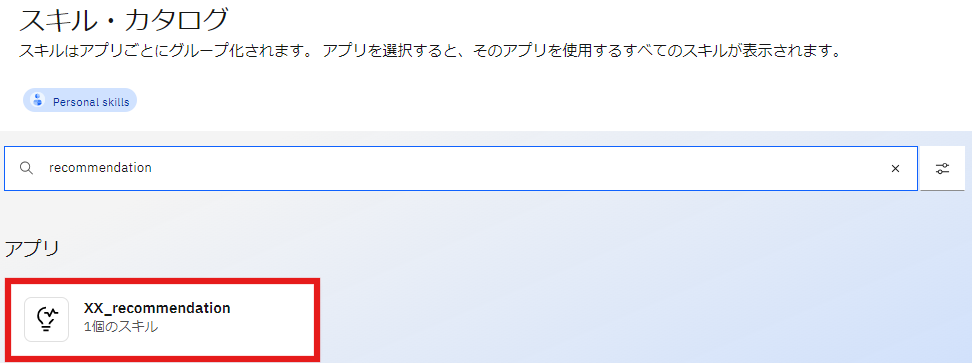 スキル・カタログ
スキルはアプリごとにグループ化されます。 アプリを選択すると、そのアプリを使用するすべてのスキルが表示されます。
Personal skills
recommendation
アプリ
XX_recommendation
1個のスキル